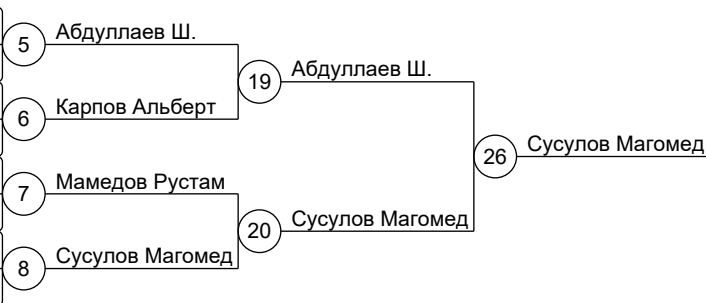 5 Абдуллаев Ш.
19 Абдуллаев Ш.
6 Карпов Альберт
26 Сусулов Магомед
7 Мамедов Рустам
20 Сусулов Магомед
8 Сусулов Магомед